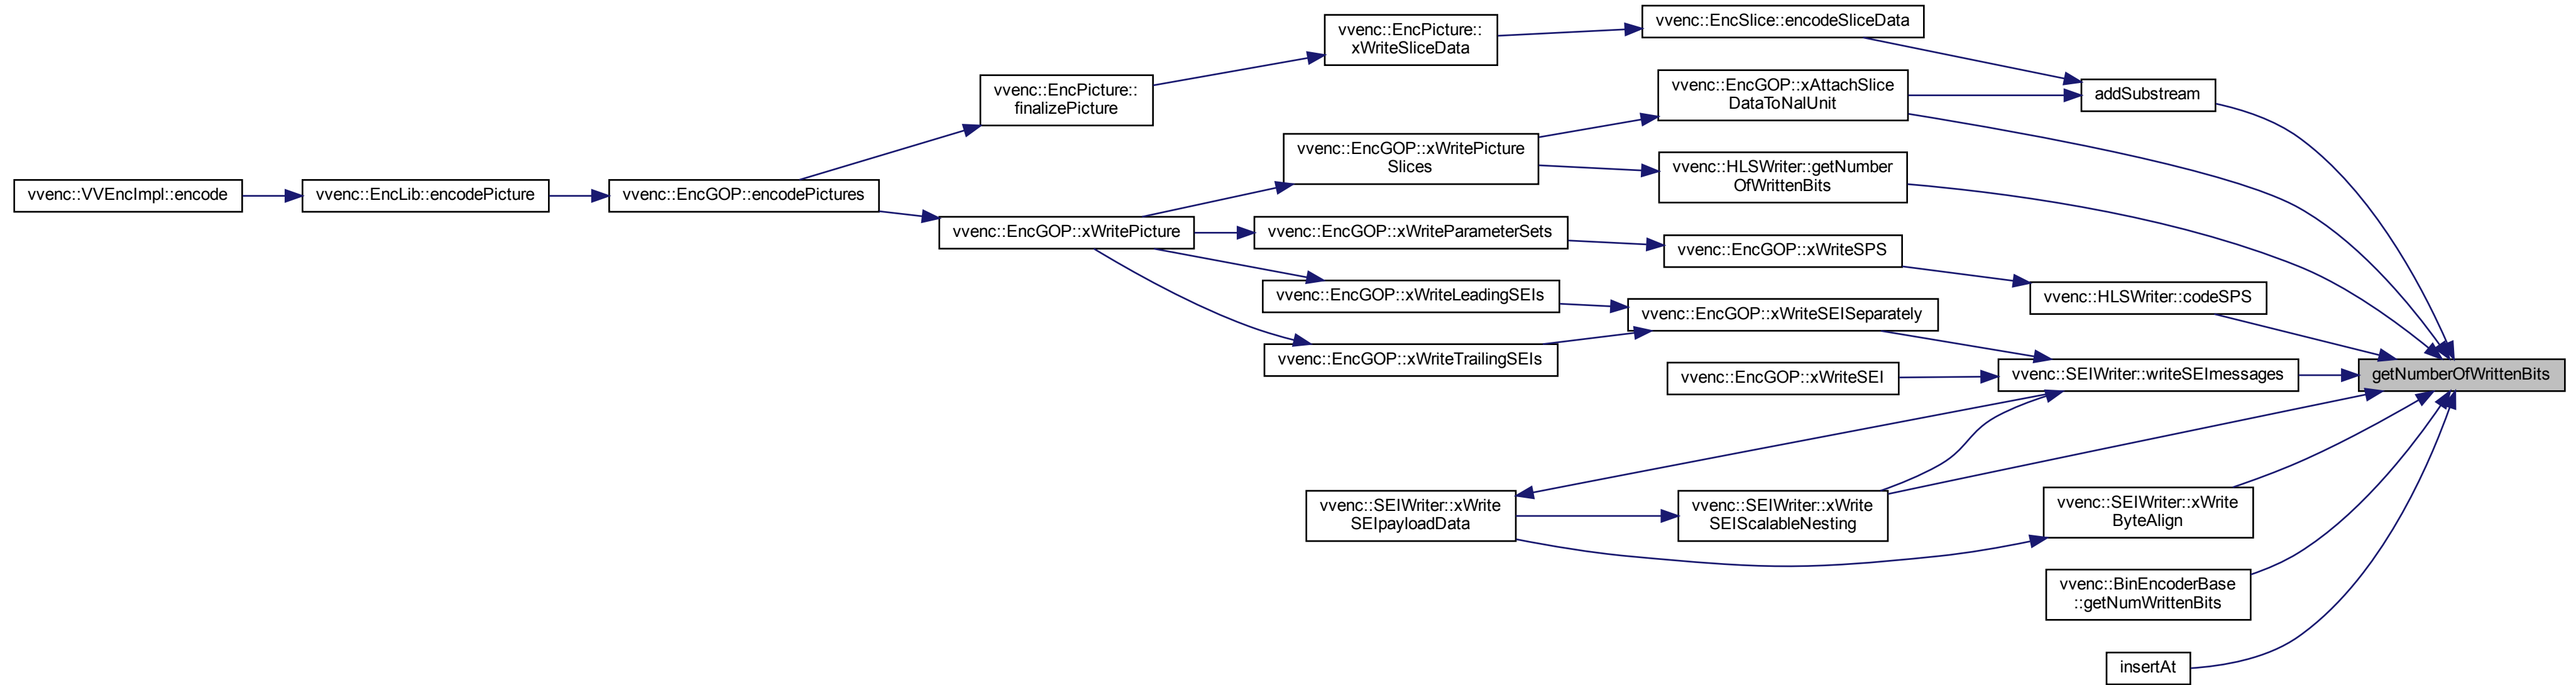 vvenc::VVEncImpl::encode
vvenc::EncLib::encodePicture
vvenc::EncGOP::encodePictures
vvenc::EncPicture::
finalizePicture
vvenc::EncGOP::xWritePicture
vvenc::EncPicture::
xWriteSliceData
vvenc::EncGOP::xWritePicture
Slices
vvenc::EncGOP::xWriteParameterSets
vvenc::EncGOP::xWriteLeadingSEIs
vvenc::EncGOP::xWriteTrailingSEIs
vvenc::SEIWriter::xWrite
SEIpayloadData
vvenc::EncSlice::encodeSliceData
vvenc::EncGOP::xAttachSlice
DataToNalUnit
vvenc::HLSWriter::getNumber
OfWrittenBits
vvenc::EncGOP::xWriteSPS
vvenc::EncGOP::xWriteSEISeparately
vvenc::EncGOP::xWriteSEI
vvenc::SEIWriter::xWrite
SEIScalableNesting
addSubstream
vvenc::HLSWriter::codeSPS
vvenc::SEIWriter::writeSEImessages
vvenc::SEIWriter::xWrite
ByteAlign
vvenc::BinEncoderBase
::getNumWrittenBits
insertAt
getNumberOfWrittenBits